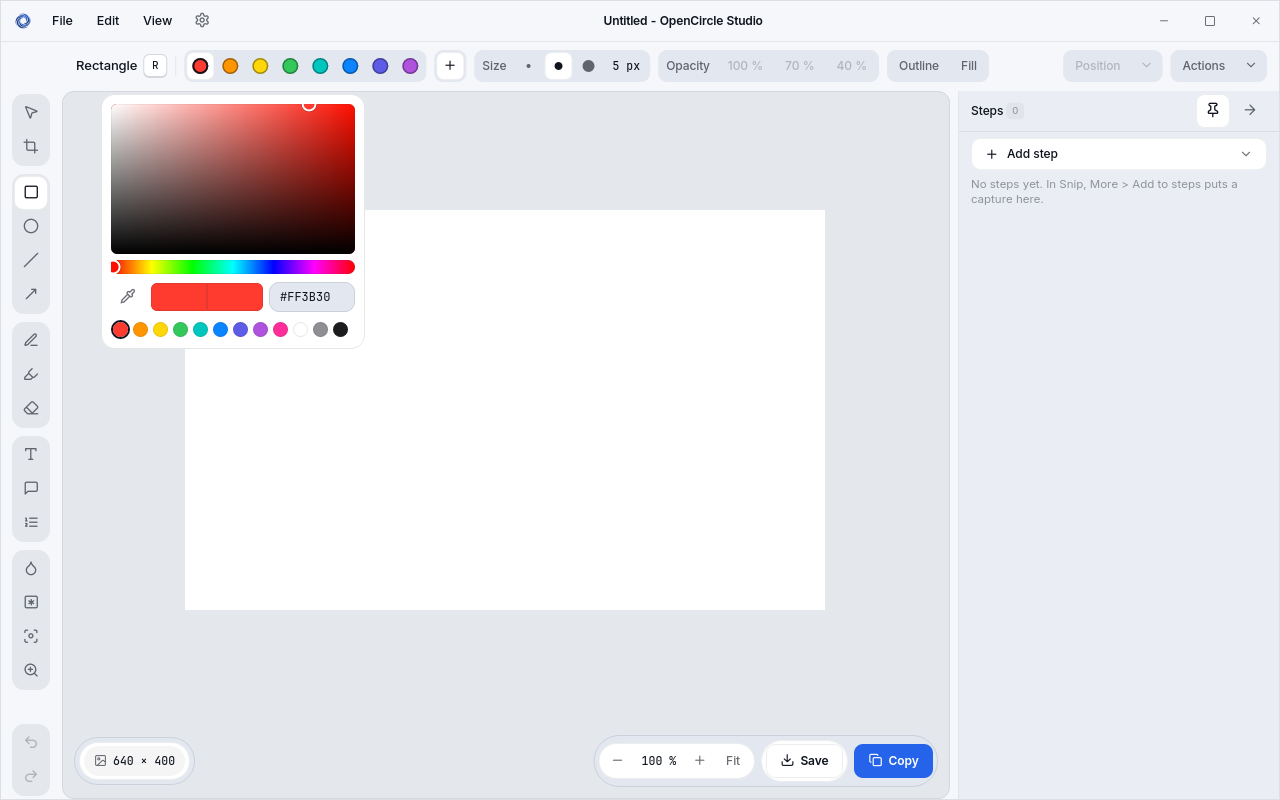 File Edit View Untitled - OpenCircle Studio
Rectangle R Size 5 px Opacity 100 % 70 % 40 % Outline Fill Position Actions
Steps 0
Add step
No steps yet. In Snip, More > Add to steps puts a
capture here.
#FF3B30
640 × 400 100 % Fit Save Copy